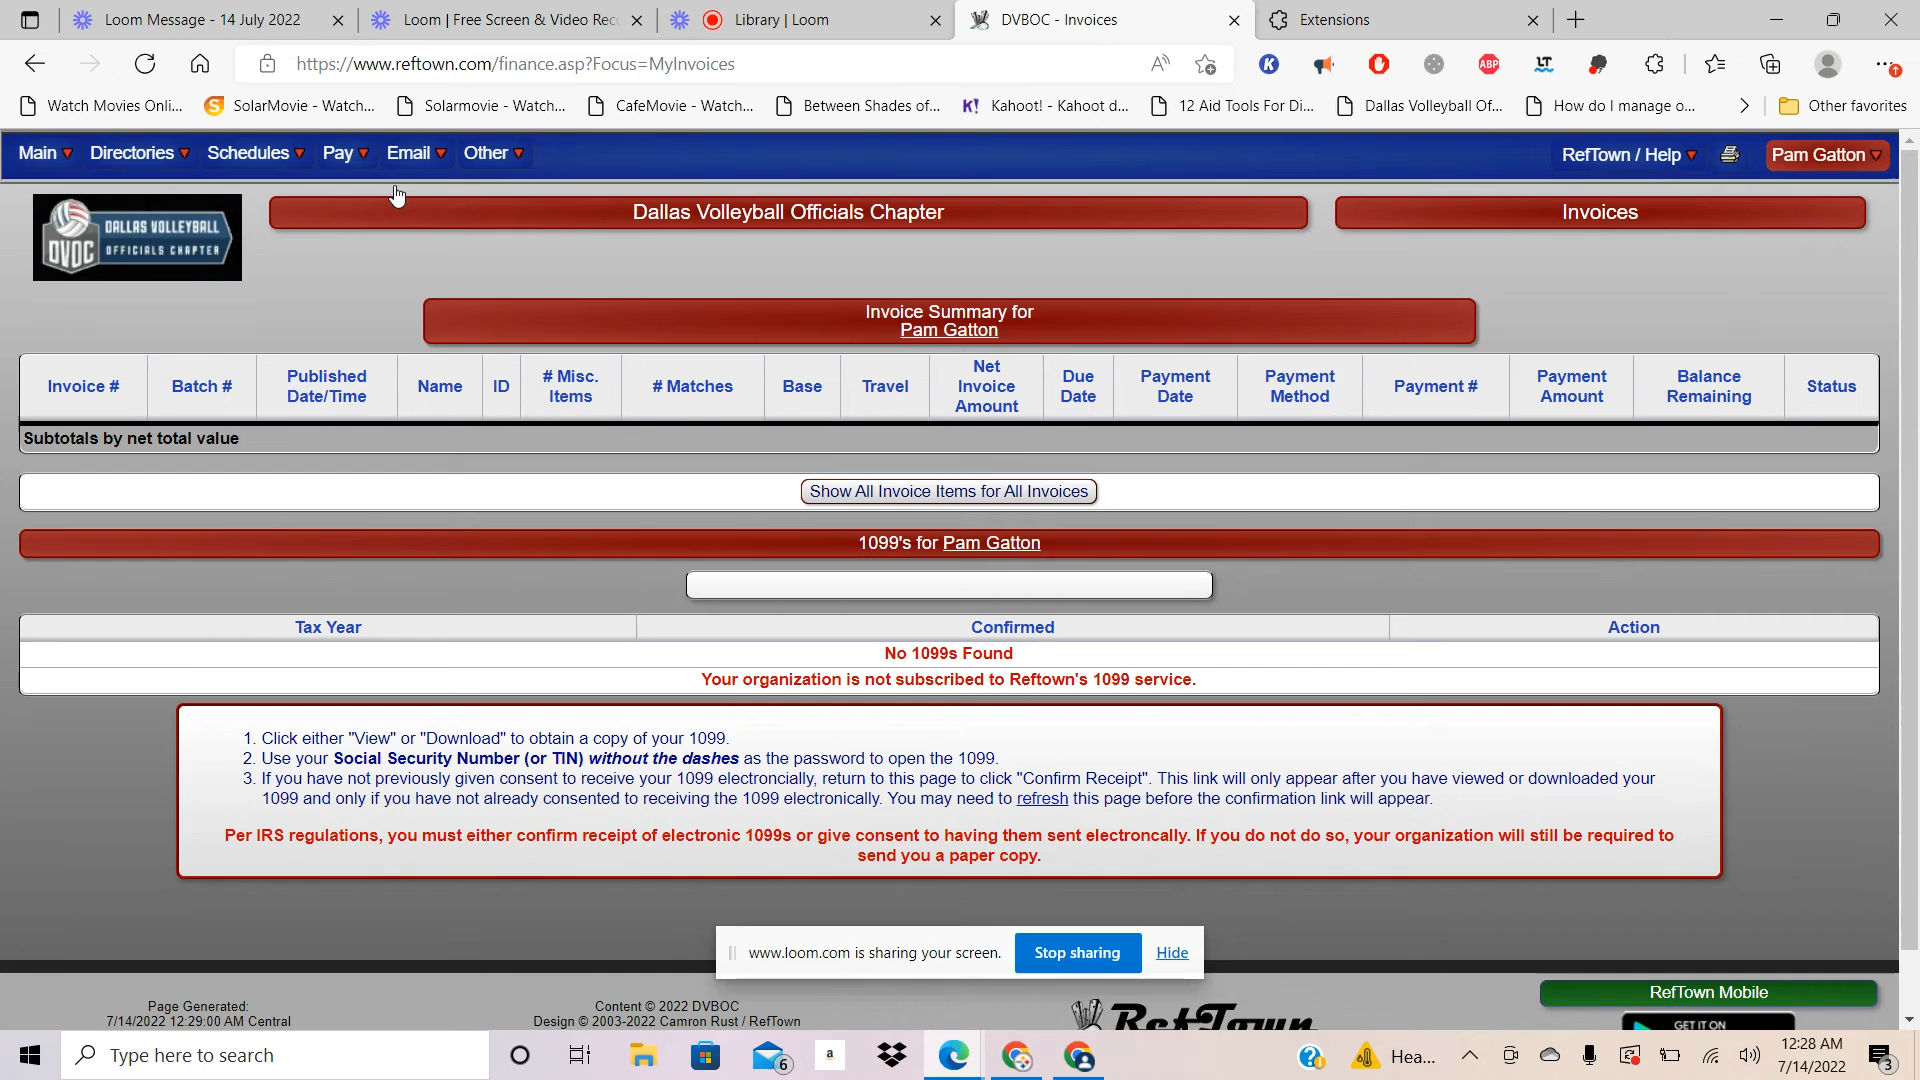 Loom Message - 14 July 2022
Loom | Free Screen & Video Rec
Library | Loom
DVBOC - Invoices
Extensions
https://www.reftown.com/finance.asp?Focus=MyInvoices
Watch Movies Onli...
SolarMovie - Watch...
Solarmovie - Watch...
CafeMovie - Watch...
Between Shades of...
K! Kahoot! - Kahoot d...
12 Aid Tools For Di...
Dallas Volleyball Of...
How do I manage o...
Other favorites
Main Directories Schedules Pay Email Other
RefTown / Help Pam Gatton
DALLAS VOLLEYBALL
DVOC OFFICIALS CHAPTER
Dallas Volleyball Officials Chapter
Invoices
Invoice Summary for
Pam Gatton
Invoice # Batch # Published Date/Time Name ID # Misc. Items # Matches Base Travel Net Invoice Amount Due Date Payment Date Payment Method Payment # Payment Amount Balance Remaining Status
Subtotals by net total value
Show All Invoice Items for All Invoices
1099's for Pam Gatton
Tax Year Confirmed Action
No 1099s Found
Your organization is not subscribed to Reftown's 1099 service.
1. Click either "View" or "Download" to obtain a copy of your 1099.
2. Use your Social Security Number (or TIN) without the dashes as the password to open the 1099.
3. If you have not previously given consent to receive your 1099 electroncially, return to this page to click "Confirm Receipt". This link will only appear after you have viewed or downloaded your
1099 and only if you have not already consented to receiving the 1099 electronically. You may need to refresh this page before the confirmation link will appear.
Per IRS regulations, you must either confirm receipt of electronic 1099s or give consent to having them sent electroncally. If you do not do so, your organization will still be required to
send you a paper copy.
www.loom.com is sharing your screen. Stop sharing Hide
Page Generated:
7/14/2022 12:29:00 AM Central
Content © 2022 DVBOC
Design © 2003-2022 Camron Rust / RefTown
RefTown
RefTown Mobile
GET IT ON
Type here to search
6
a
Hea...
12:28 AM
7/14/2022
3
ABP
LT
K